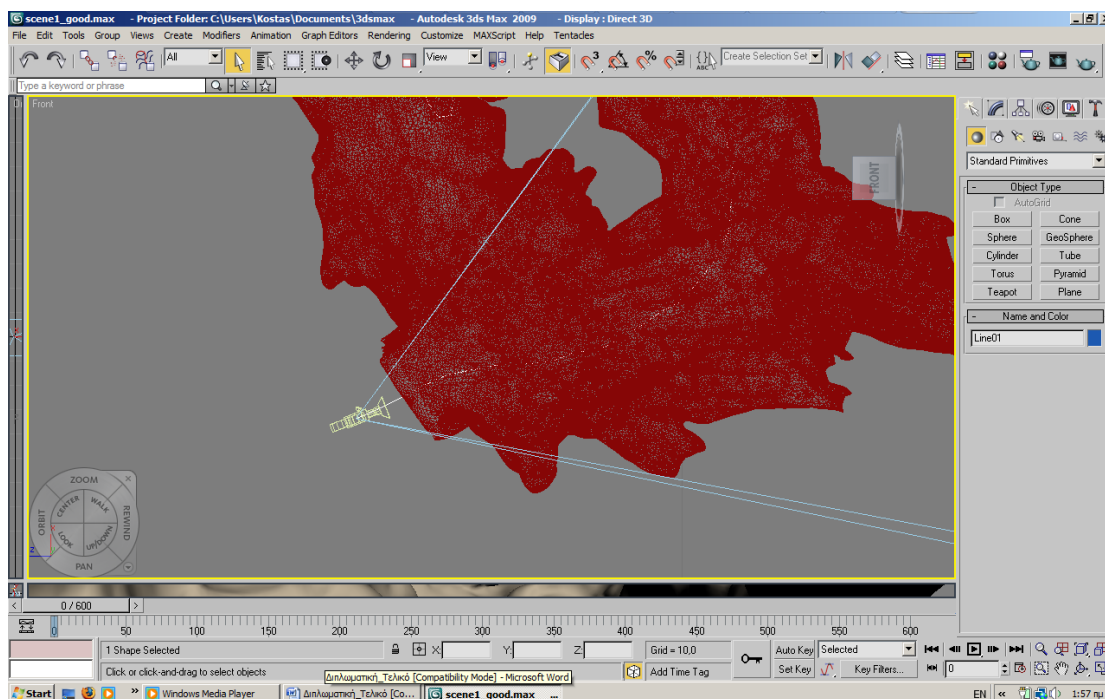 scene1_good.max - Project Folder: C:\Users\Kostas\Documents\3dsmax - Autodesk 3ds Max 2009 - Display : Direct 3D
File Edit Tools Group Views Create Modifiers Animation Graph Editors Rendering Customize MAXScript Help Tentacles
All View Create Selection Set
Type a keyword or phrase
Front
FRONT
Standard Primitives
- Object Type
AutoGrid
Box Cone
Sphere GeoSphere
Cylinder Tube
Torus Pyramid
Teapot Plane
- Name and Color
Line01
ZOOM
CENTER WALK
ORBIT REWIND
LOOK UP/DOWN
PAN
0 / 600
0 50 100 150 200 250 300 350 400 450 500 550 600
1 Shape Selected X: Y: Z: Grid = 10,0 Auto Key Selected
Click or click-and-drag to select objects Add Time Tag Set Key Key Filters... 0
Διπλωματική_Τελικό [Compatibility Mode] - Microsoft Word
Start » Windows Media Player Διπλωματική_Τελικό [Co... scene1_good.max ... EN « 1:57 πμ